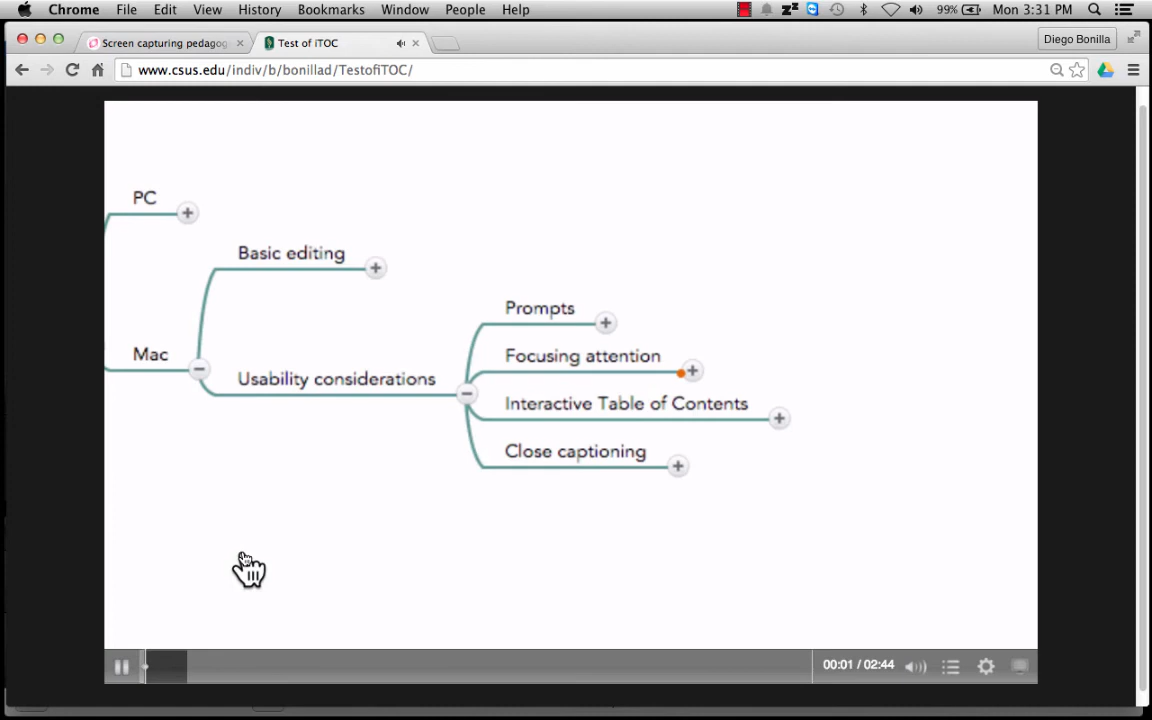 Chrome File Edit View History Bookmarks Window People Help 99% Mon 3:31 PM
Screen capturing pedagog Test of iTOC Diego Bonilla
www.csus.edu/indiv/b/bonillad/TestofiTOC/
PC
Basic editing
Prompts
Mac
Focusing attention
Usability considerations
Interactive Table of Contents
Close captioning
00:01 / 02:44